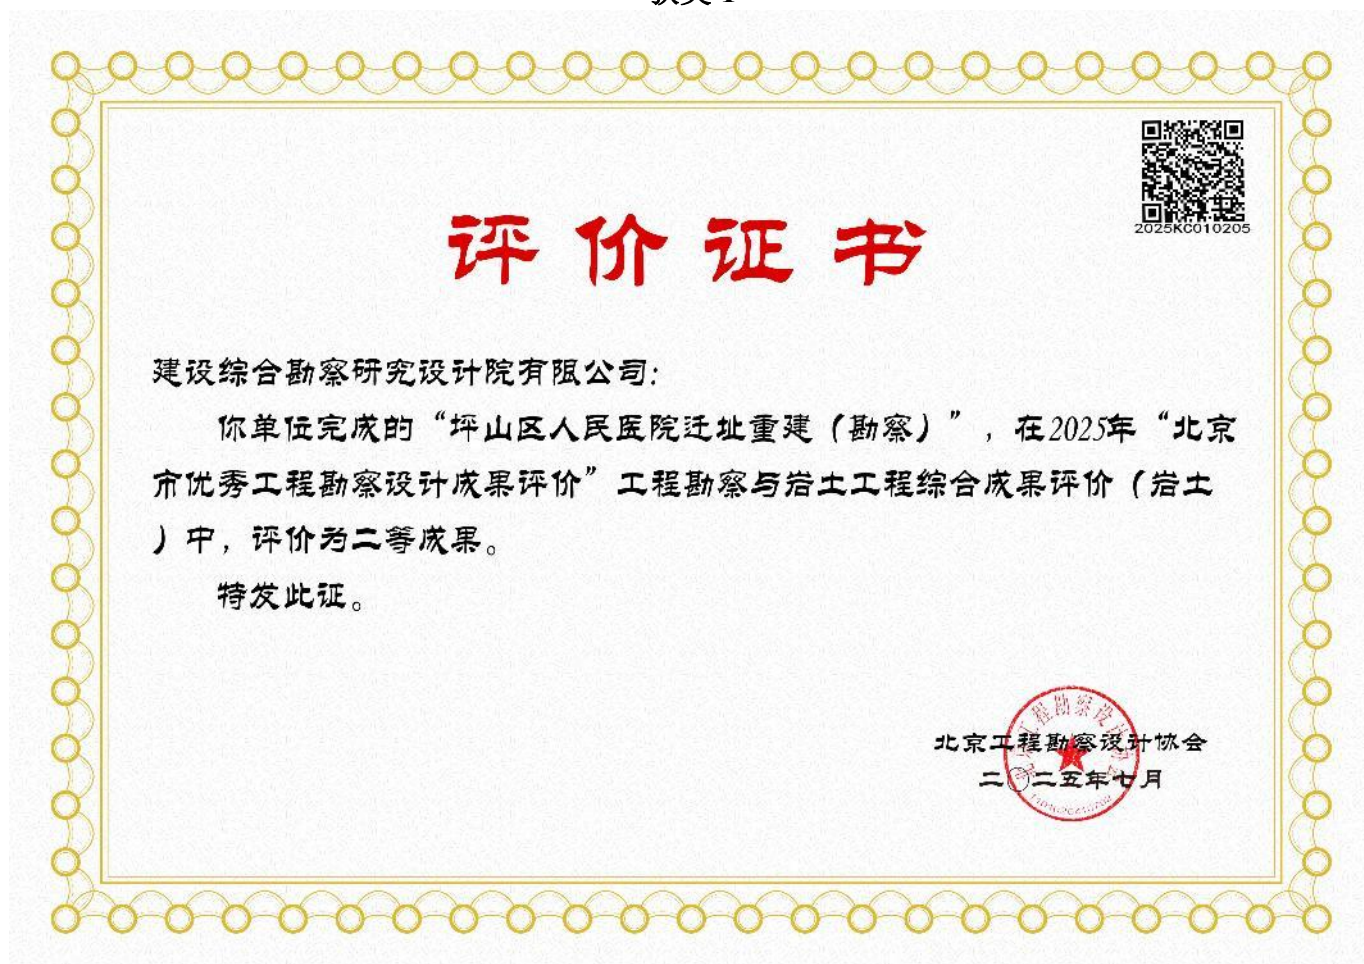 2025KC010205
评价证书
建设综合勘察研究设计院有限公司：
你单位完成的“坪山区人民医院迁址重建（勘察）”，在2025年“北京
市优秀工程勘察设计成果评价”工程勘察与岩土工程综合成果评价（岩土
）中，评价为二等成果。
特发此证。
北京工程勘察设计协会
二〇二五年七月